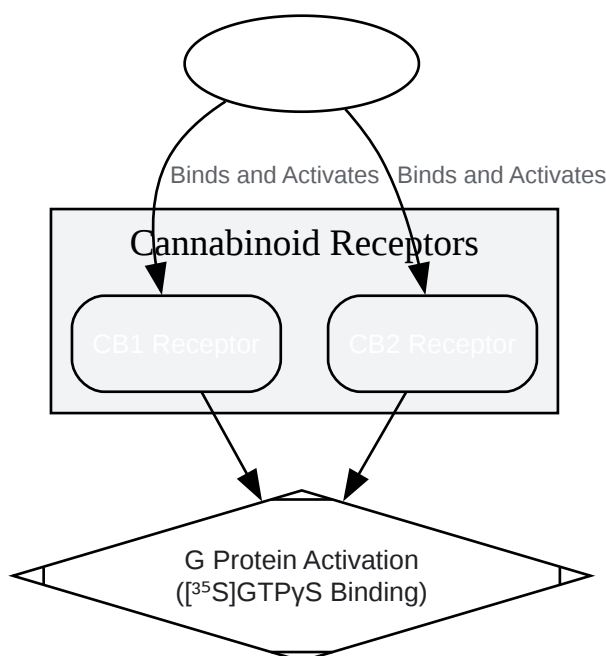 Binds and Activates
Binds and Activates
Cannabinoid Receptors
CB1 Receptor
CB2 Receptor
G Protein Activation
([³⁵S]GTPγS Binding)